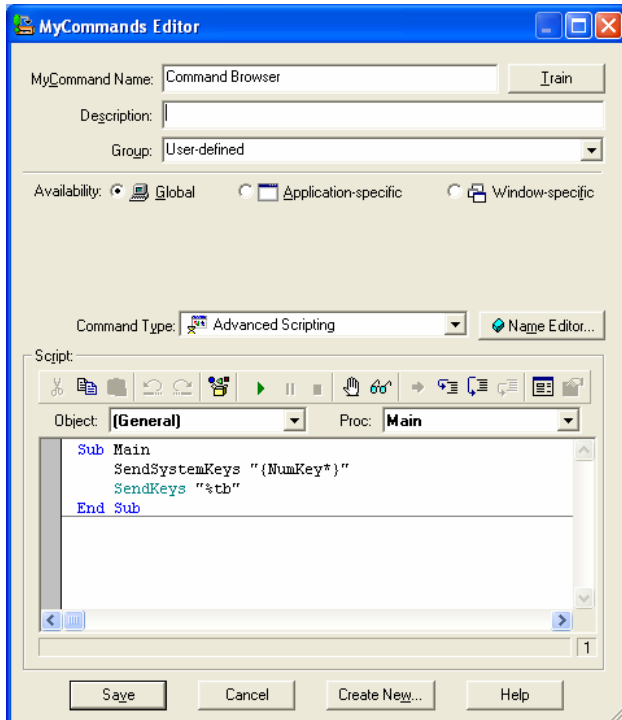 MyCommands Editor
MyCommand Name: Command Browser Train
Description:
Group: User-defined
Availability: Global Application-specific Window-specific
Command Type: Advanced Scripting Name Editor...
Script:
Object: (General) Proc: Main
Sub Main
SendSystemKeys "{NumKey*}"
SendKeys "%tb"
End Sub
1
Save Cancel Create New... Help